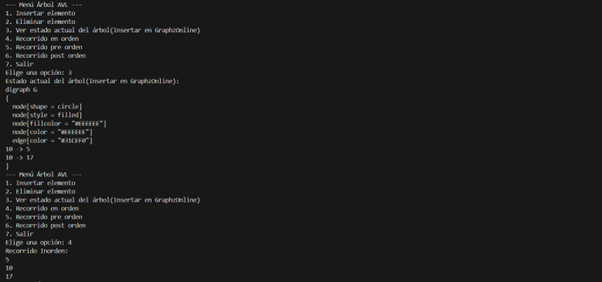 --- Menú Árbol AVL ---
1. Insertar elemento
2. Eliminar elemento
3. Ver estado actual del árbol(Insertar en GraphzOnline)
4. Recorrido en orden
5. Recorrido pre orden
6. Recorrido post orden
7. Salir
Elige una opción: 3
Estado actual del árbol(Insertar en GraphzOnline):
digraph G
{
  node[shape = circle]
  node[style = filled]
  node[fillcolor = "#EEEEEE"]
  node[color = "#EEEEEE"]
  edge[color = "#31CEF0"]
10 -> 5
10 -> 17
}
--- Menú Árbol AVL ---
1. Insertar elemento
2. Eliminar elemento
3. Ver estado actual del árbol(Insertar en GraphzOnline)
4. Recorrido en orden
5. Recorrido pre orden
6. Recorrido post orden
7. Salir
Elige una opción: 4
Recorrido Inorden:
5
10
17